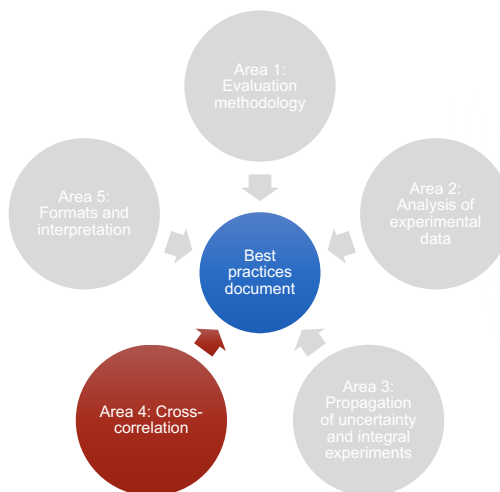 Area 1:
Evaluation
methodology
Area 2:
Analysis of
experimental
data
Area 3:
Propagation
of uncertainty
and integral
experiments
Area 4: Cross-
correlation
Area 5:
Formats and
interpretation
Best
practices
document